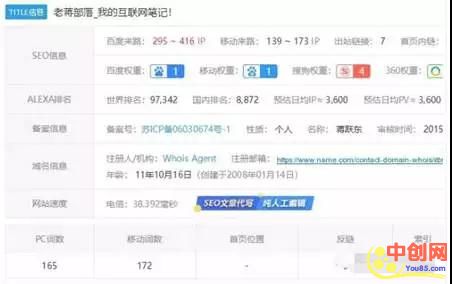 TITLE信息 老蒋部落_我的互联网笔记!
SEO信息 百度来路: 295 ~ 416 IP 移动来路: 139 ~ 173 IP 出站链接: 7 首页内链:
百度权重: 1 移动权重: 1 搜狗权重: 4 360权重:
ALEXA排名 世界排名: 97,342 国内排名: 8,872 预估日均IP≈ 3,600 预估日均PV≈ 3,600
备案信息 备案号: 苏ICP备06030674号-1 性质: 个人 名称: 蒋跃东 审核时间: 2015
域名信息 注册人/机构: Whois Agent 注册邮箱: https://www.name.com/contact-domain-whois/itbr
年龄: 11年10月16日 (创建于2008年01月14日)
网站速度 电信: 38.392毫秒 SEO文章代写 纯人工编辑
PC词数 移动词数 首页位置 反链 索引
165 172 -
中创网
You85.com